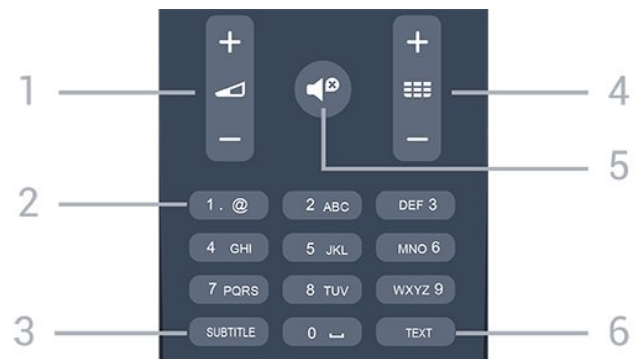 + +
1 4
- -
5
2 1 . @ 2 ABC DEF 3
4 GHI 5 JKL MNO 6
7 PQRS 8 TUV WXYZ 9
3 SUBTITLE 0 ⎵ TEXT 6